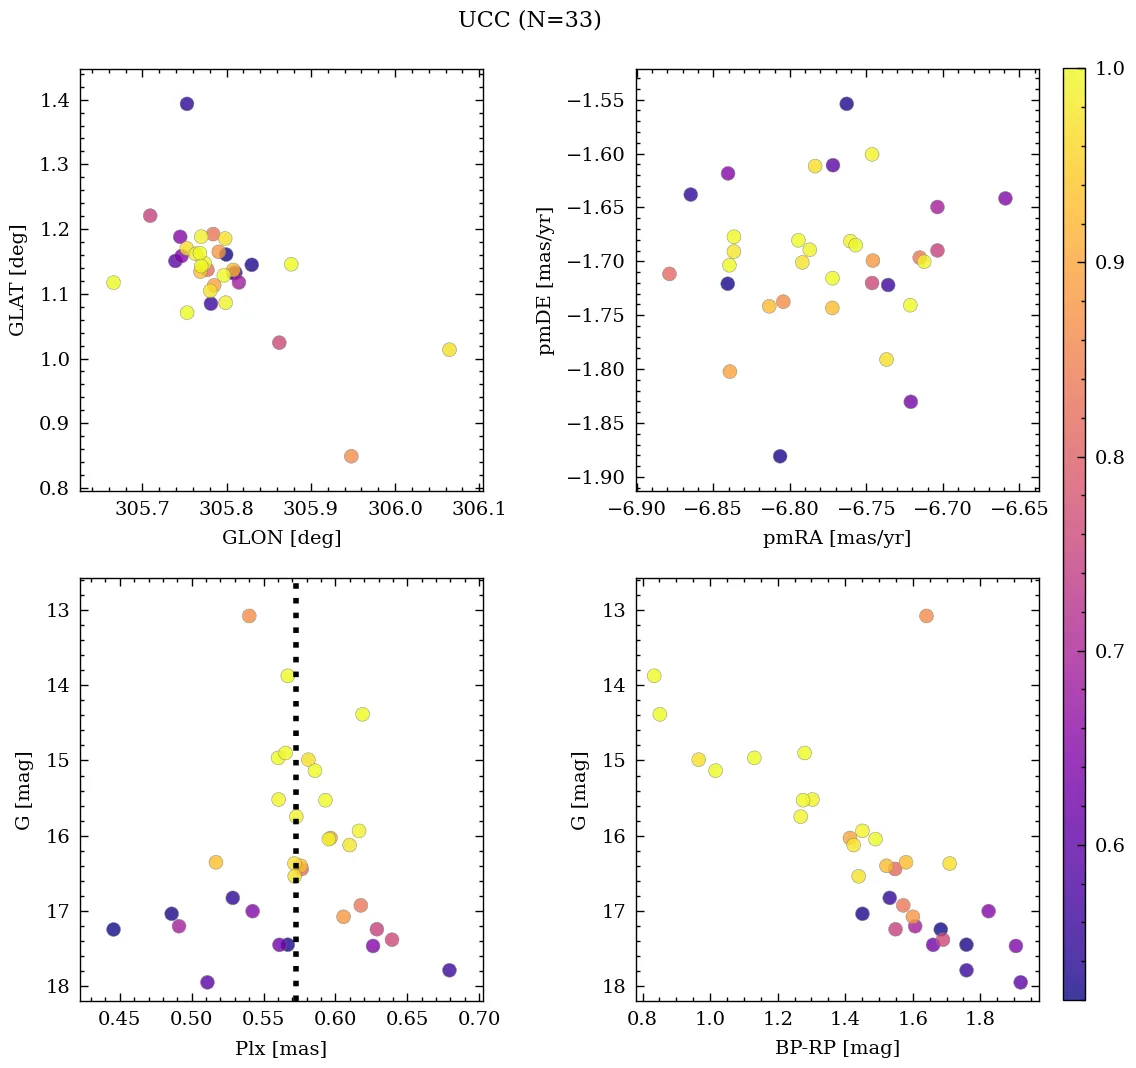 UCC (N=33)
1.4
1.3
1.2
1.1
1.0
0.9
0.8
GLAT [deg]
305.7 305.8 305.9 306.0 306.1
GLON [deg]
−1.55
−1.60
−1.65
−1.70
−1.75
−1.80
−1.85
−1.90
pmDE [mas/yr]
−6.90 −6.85 −6.80 −6.75 −6.70 −6.65
pmRA [mas/yr]
1.0
0.9
0.8
0.7
0.6
13
14
15
16
17
18
G [mag]
0.45 0.50 0.55 0.60 0.65 0.70
Plx [mas]
13
14
15
16
17
18
G [mag]
0.8 1.0 1.2 1.4 1.6 1.8
BP-RP [mag]